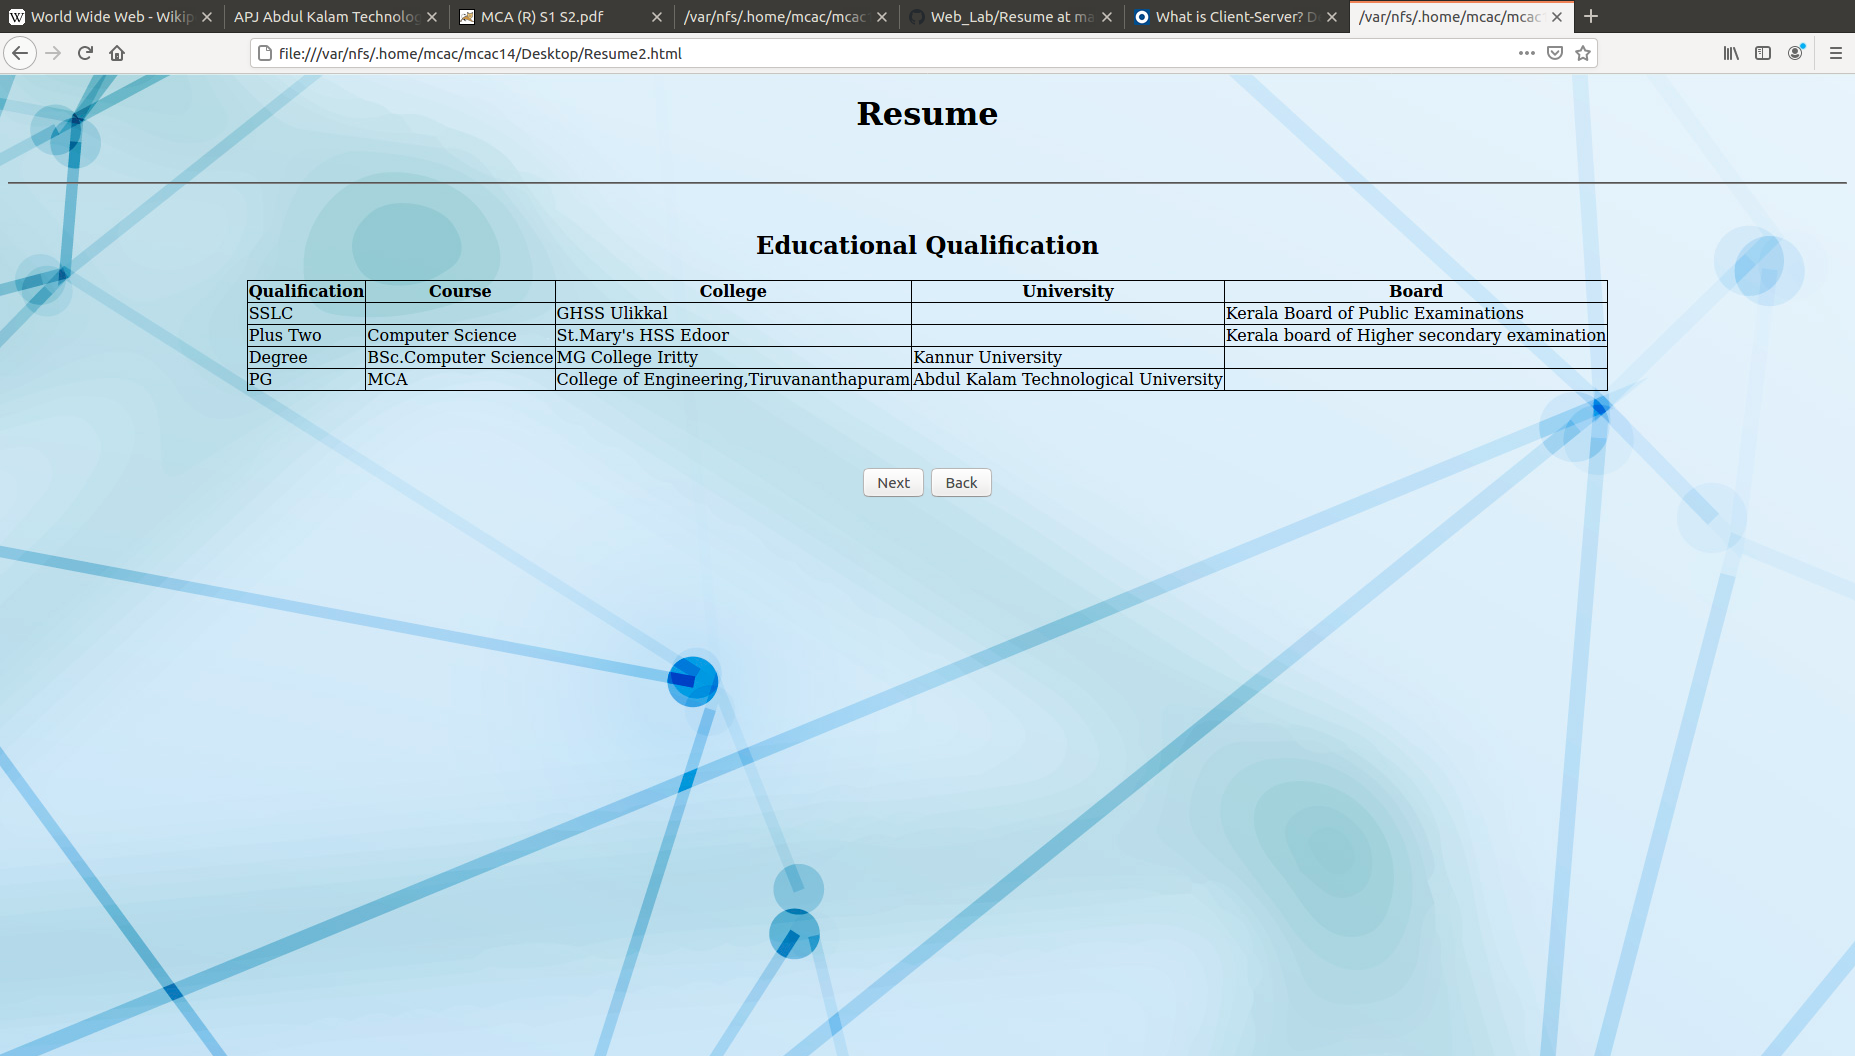 World Wide Web - Wikip
APJ Abdul Kalam Technolog
MCA (R) S1 S2.pdf
/var/nfs/.home/mcac/mcac
Web_Lab/Resume at ma
What is Client-Server? D
/var/nfs/.home/mcac/mcac
file:///var/nfs/.home/mcac/mcac14/Desktop/Resume2.html
Resume
Educational Qualification
Qualification Course College University Board
SSLC GHSS Ulikkal Kerala Board of Public Examinations
Plus Two Computer Science St.Mary's HSS Edoor Kerala board of Higher secondary examination
Degree BSc.Computer Science MG College Iritty Kannur University
PG MCA College of Engineering,Tiruvananthapuram Abdul Kalam Technological University
Next Back